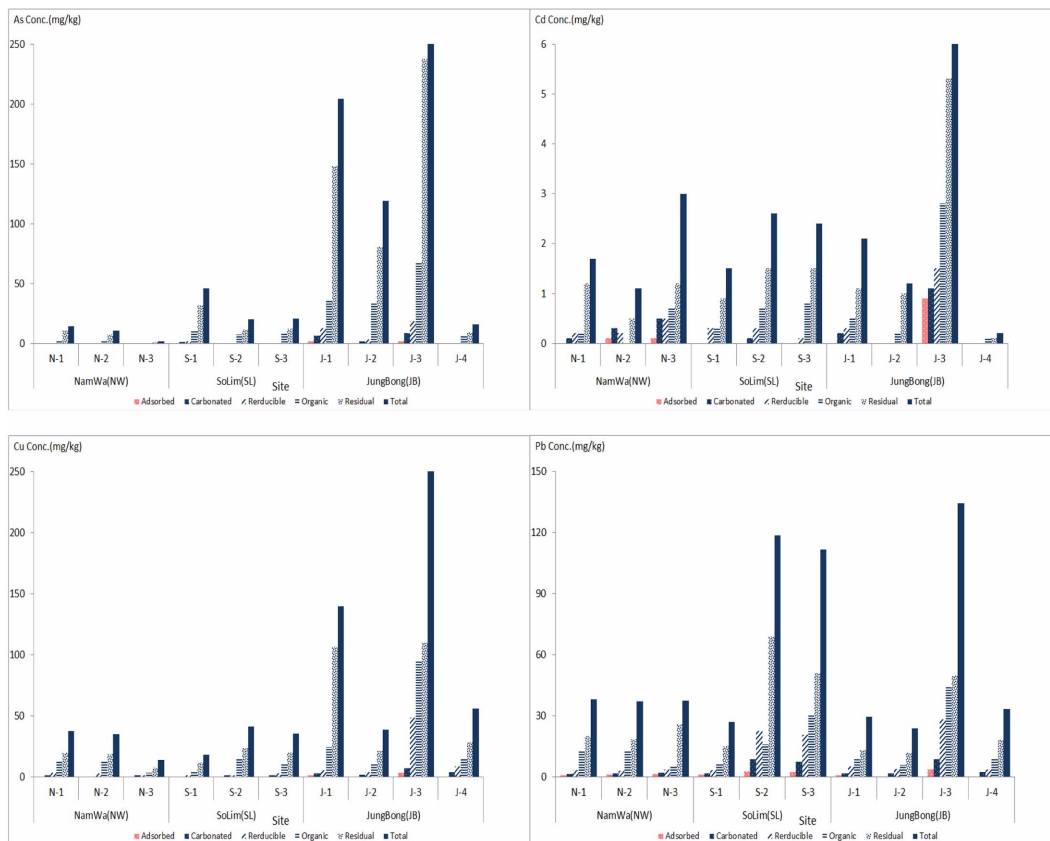 As Conc.(mg/kg)
250
200
150
100
50
0
N-1 N-2 N-3 S-1 S-2 S-3 J-1 J-2 J-3 J-4
NamWa(NW) SoLim(SL) JungBong(JB)
Site
Adsorbed Carbonated Rerducible Organic Residual Total
Cd Conc.(mg/kg)
6
5
4
3
2
1
0
N-1 N-2 N-3 S-1 S-2 S-3 J-1 J-2 J-3 J-4
NamWa(NW) SoLim(SL) JungBong(JB)
Site
Adsorbed Carbonated Rerducible Organic Residual Total
Cu Conc.(mg/kg)
250
200
150
100
50
0
N-1 N-2 N-3 S-1 S-2 S-3 J-1 J-2 J-3 J-4
NamWa(NW) SoLim(SL) JungBong(JB)
Site
Adsorbed Carbonated Rerducible Organic Residual Total
Pb Conc.(mg/kg)
150
120
90
60
30
0
N-1 N-2 N-3 S-1 S-2 S-3 J-1 J-2 J-3 J-4
NamWa(NW) SoLim(SL) JungBong(JB)
Site
Adsorbed Carbonated Rerducible Organic Residual Total